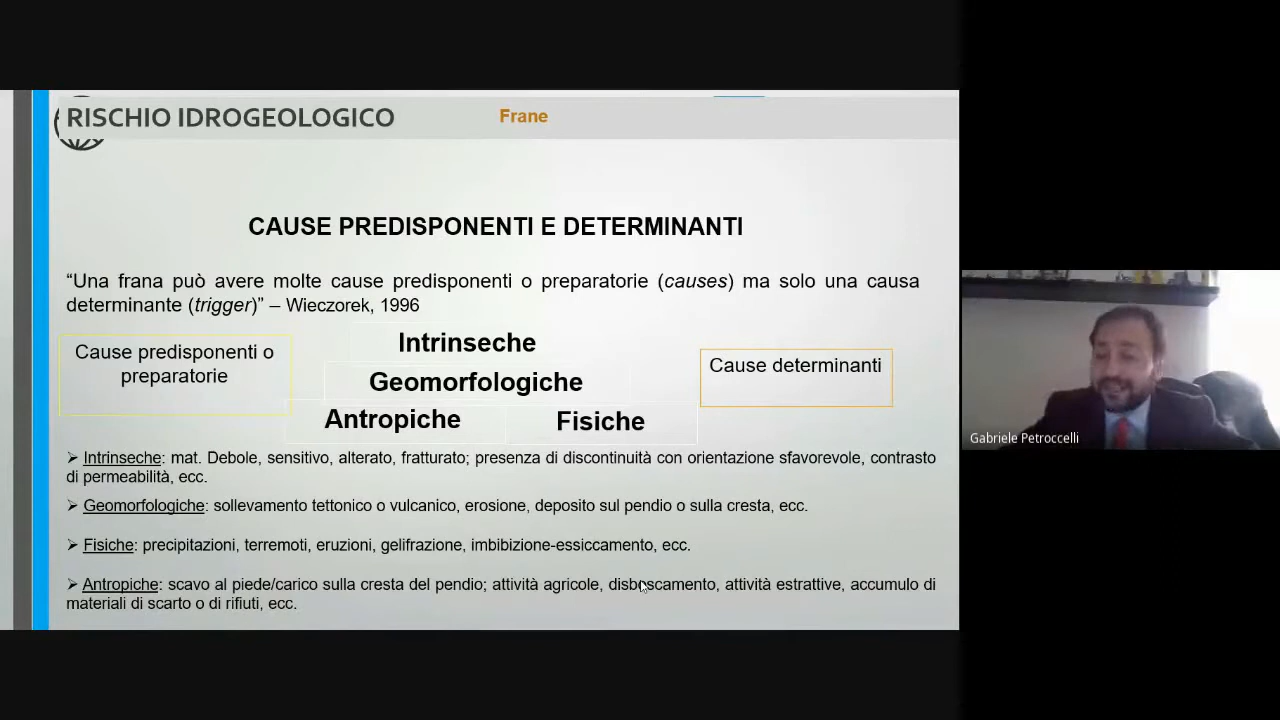 RISCHIO IDROGEOLOGICO
Frane
CAUSE PREDISPONENTI E DETERMINANTI
“Una frana può avere molte cause predisponenti o preparatorie (causes) ma solo una causa
determinante (trigger)” – Wieczorek, 1996
Cause predisponenti o
preparatorie
Intrinseche
Geomorfologiche
Antropiche
Fisiche
Cause determinanti
➢ Intrinseche: mat. Debole, sensitivo, alterato, fratturato; presenza di discontinuità con orientazione sfavorevole, contrasto
di permeabilità, ecc.
➢ Geomorfologiche: sollevamento tettonico o vulcanico, erosione, deposito sul pendio o sulla cresta, ecc.
➢ Fisiche: precipitazioni, terremoti, eruzioni, gelifrazione, imbibizione-essiccamento, ecc.
➢ Antropiche: scavo al piede/carico sulla cresta del pendio; attività agricole, disboscamento, attività estrattive, accumulo di
materiali di scarto o di rifiuti, ecc.
Gabriele Petroccelli